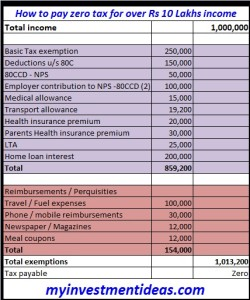 How to pay zero tax for over Rs 10 Lakhs income
Total income 1,000,000
Basic Tax exemption 250,000
Deductions u/s 80C 150,000
80CCD - NPS 50,000
Employer contribution to NPS -80CCD (2) 100,000
Medical allowance 15,000
Transport allowance 19,200
Health insurance premium 20,000
Parents Health insurance premium 30,000
LTA 25,000
Home loan interest 200,000
Total 859,200
Reimbursements / Perquisities
Travel / Fuel expenses 100,000
Phone / mobile reimbursements 30,000
Newspaper / Magazines 12,000
Meal coupons 12,000
Total 154,000
Total exemptions 1,013,200
Tax payable Zero
myinvestmentideas.com